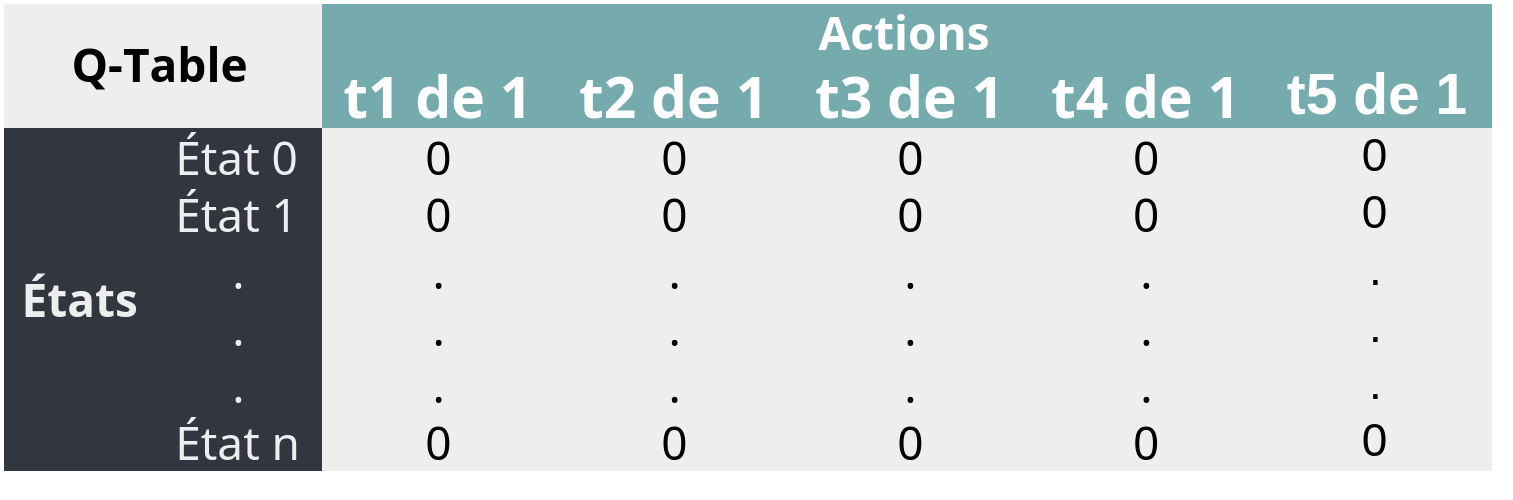 Q-Table
Actions
t1 de 1 t2 de 1 t3 de 1 t4 de 1 t5 de 1
États
État 0 0 0 0 0 0
État 1 0 0 0 0 0
. . . . . .
. . . . . .
. . . . . .
État n 0 0 0 0 0